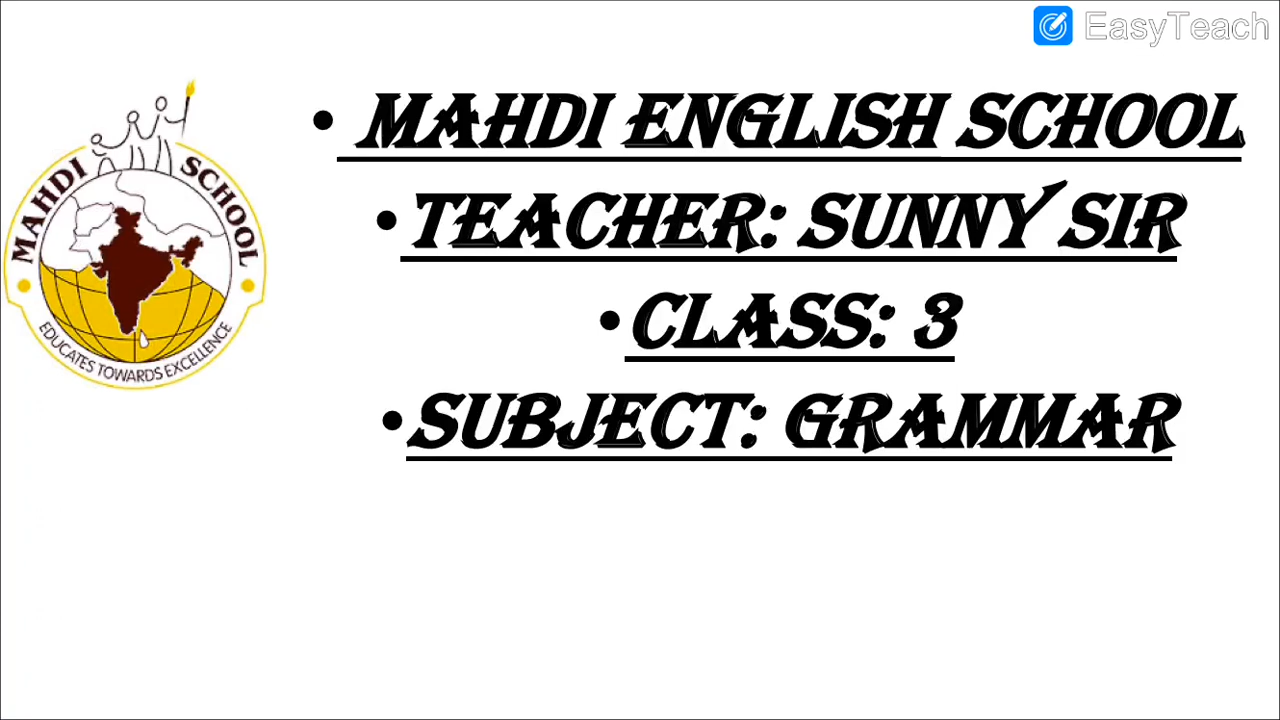 EasyTeach
MAHDI SCHOOL
EDUCATES TOWARDS EXCELLENCE
• MAHDI ENGLISH SCHOOL
• TEACHER: SUNNY SIR
• CLASS: 3
• SUBJECT: GRAMMAR